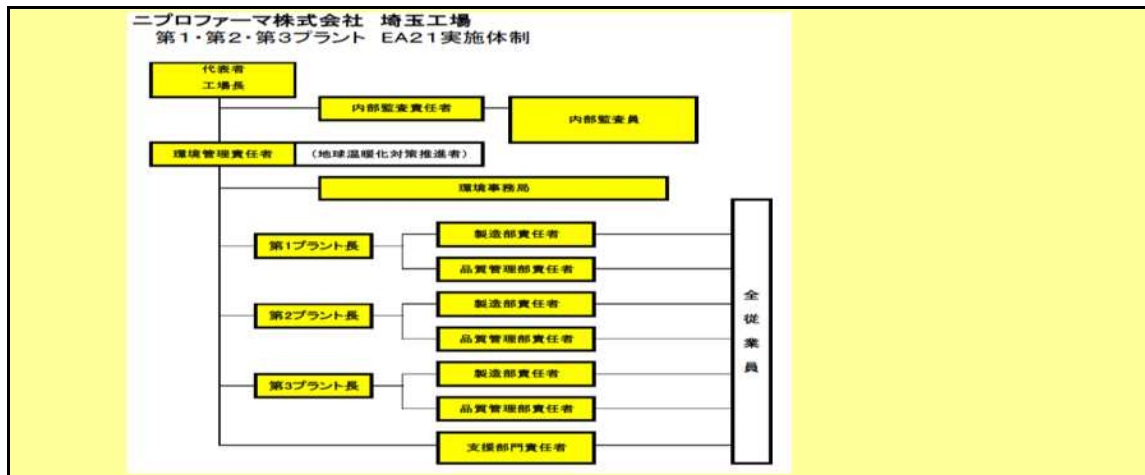 ニプロファーマ株式会社 埼玉工場
第1・第2・第3プラント EA21実施体制
代表者
工場長
内部監査責任者
内部監査員
環境管理責任者
(地球温暖化対策推進者)
環境事務局
第1プラント長
製造部責任者
品質管理部責任者
第2プラント長
製造部責任者
品質管理部責任者
第3プラント長
製造部責任者
品質管理部責任者
支援部門責任者
全従業員